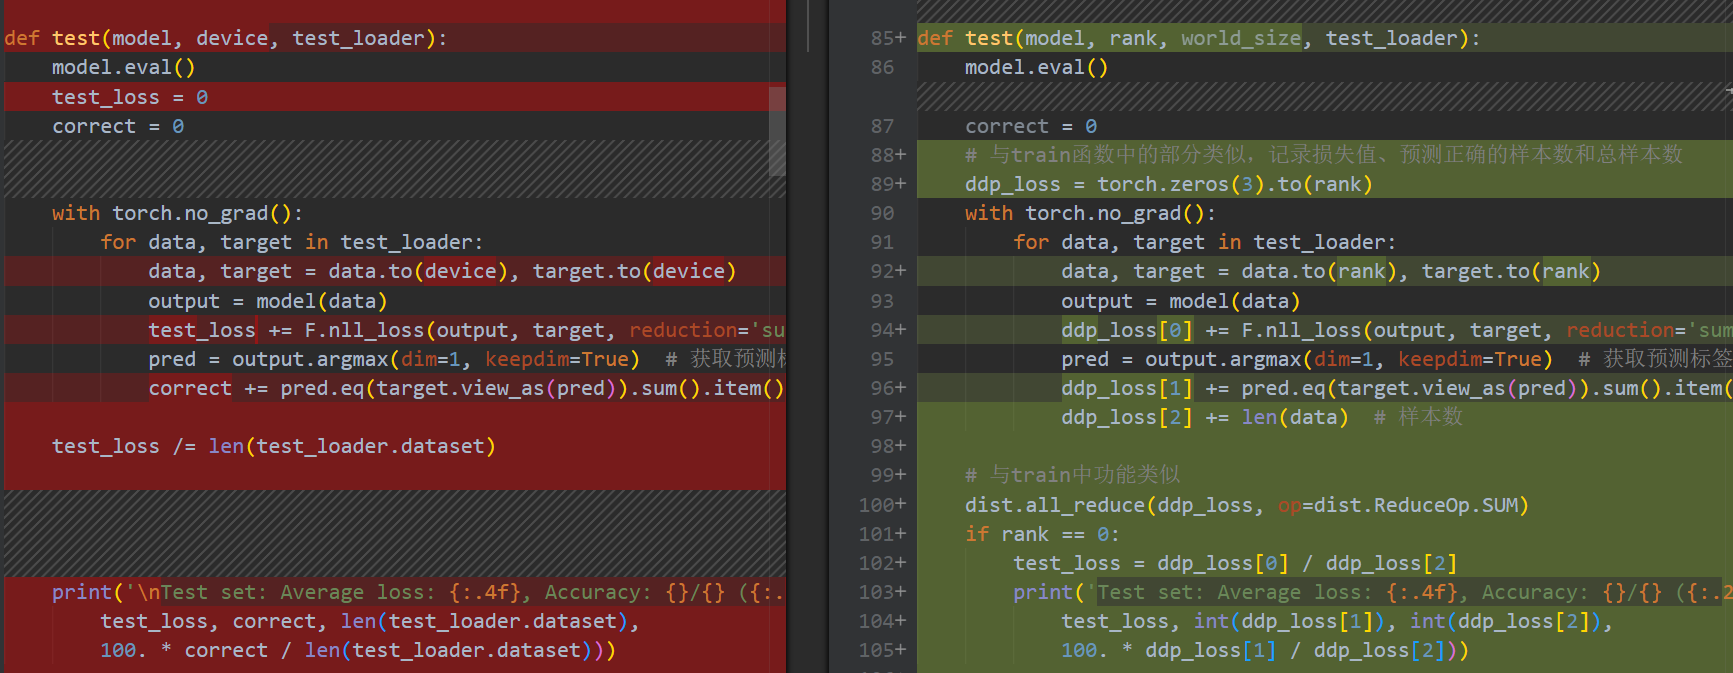 def test(model, device, test_loader):
    model.eval()
    test_loss = 0
    correct = 0
    with torch.no_grad():
        for data, target in test_loader:
            data, target = data.to(device), target.to(device)
            output = model(data)
            test_loss += F.nll_loss(output, target, reduction='su
            pred = output.argmax(dim=1, keepdim=True)  # 获取预测标
            correct += pred.eq(target.view_as(pred)).sum().item()
    test_loss /= len(test_loader.dataset)
    print('\nTest set: Average loss: {:.4f}, Accuracy: {}/{} ({:.
        test_loss, correct, len(test_loader.dataset),
        100. * correct / len(test_loader.dataset)))
85+ def test(model, rank, world_size, test_loader):
86     model.eval()
87     correct = 0
88+     # 与train函数中的部分类似，记录损失值、预测正确的样本数和总样本数
89+     ddp_loss = torch.zeros(3).to(rank)
90     with torch.no_grad():
91         for data, target in test_loader:
92+             data, target = data.to(rank), target.to(rank)
93             output = model(data)
94+             ddp_loss[0] += F.nll_loss(output, target, reduction='sum
95             pred = output.argmax(dim=1, keepdim=True)  # 获取预测标签
96+             ddp_loss[1] += pred.eq(target.view_as(pred)).sum().item(
97+             ddp_loss[2] += len(data)  # 样本数
98+
99+     # 与train中功能类似
100+     dist.all_reduce(ddp_loss, op=dist.ReduceOp.SUM)
101+     if rank == 0:
102+         test_loss = ddp_loss[0] / ddp_loss[2]
103+         print('Test set: Average loss: {:.4f}, Accuracy: {}/{} ({:.2
104+             test_loss, int(ddp_loss[1]), int(ddp_loss[2]),
105+             100. * ddp_loss[1] / ddp_loss[2]))